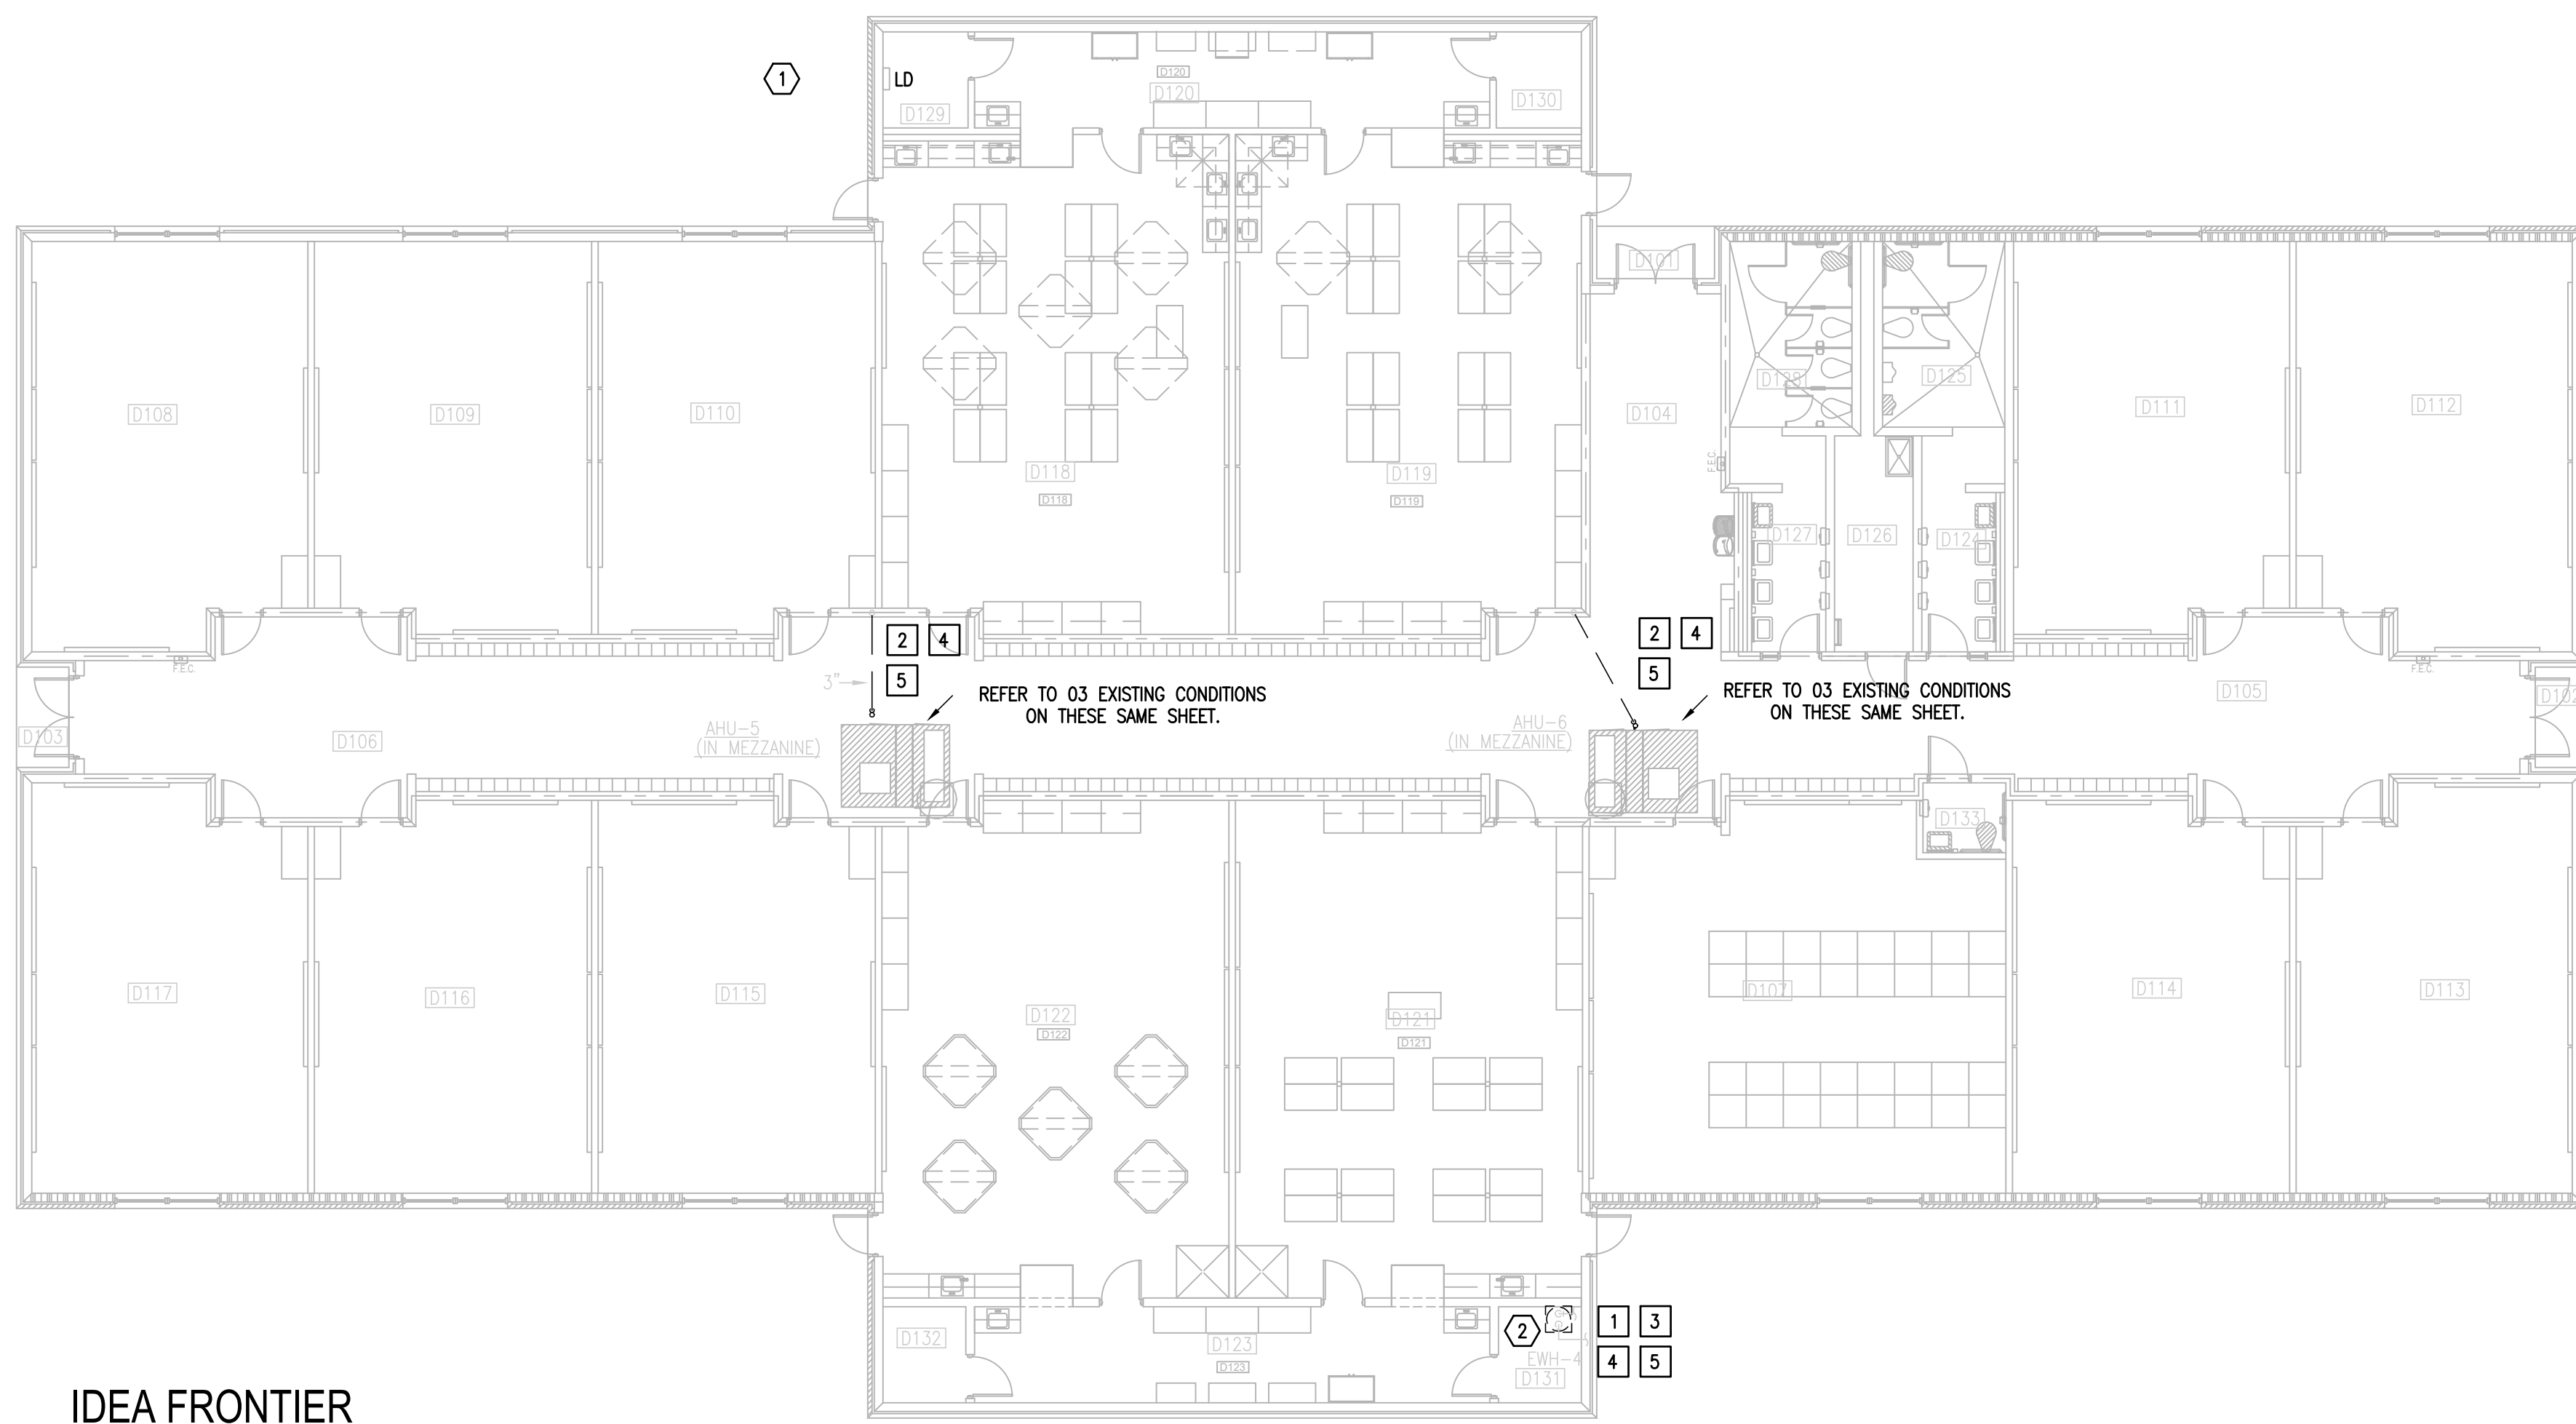 1
LD
D120
D120
D129
D130
D101
D128
D125
D108
D109
D110
D104
D111
D112
F.E.C.
D118
D118
D119
D119
D127
D126
D124
2 4
5
2 4
5
F.E.C.
F.E.C.
3"
REFER TO 03 EXISTING CONDITIONS
ON THESE SAME SHEET.
REFER TO 03 EXISTING CONDITIONS
ON THESE SAME SHEET.
D105
D102
D103
D106
AHU-5
(IN MEZZANINE)
AHU-6
(IN MEZZANINE)
D133
D117
D116
D115
D122
D122
D121
D121
D107
D114
D113
D132
D123
D123
2
1 3
4 5
EWH-4
D131
IDEA FRONTIER